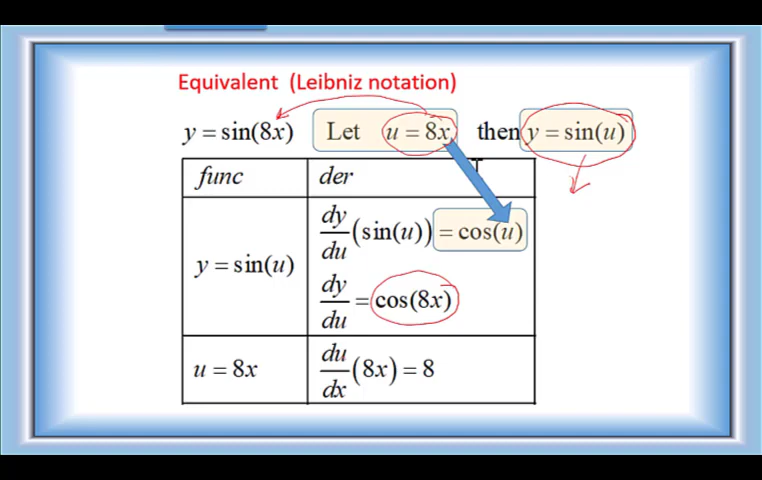 Equivalent (Leibniz notation)
y = sin(8x) Let u = 8x then y = sin(u)
func der
y = sin(u)
dy/du (sin(u)) = cos(u)
dy/du = cos(8x)
u = 8x du/dx (8x) = 8